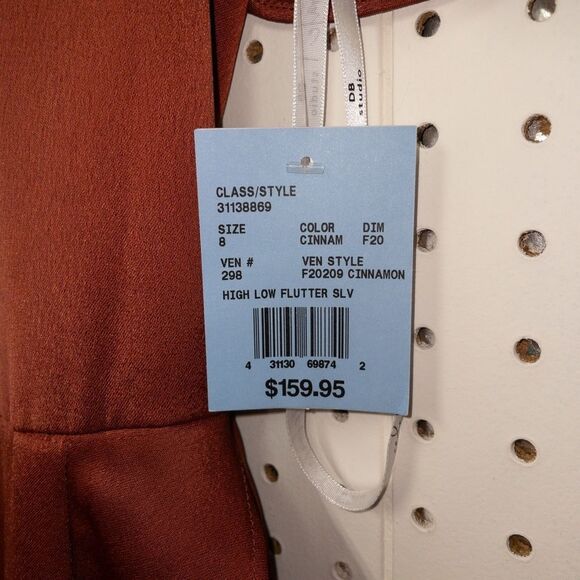 DB
studio
studio
CLASS/STYLE
31138869
SIZE COLOR DIM
8 CINNAM F20
VEN # VEN STYLE
298 F20209 CINNAMON
HIGH LOW FLUTTER SLV
4 31130 69874 2
$159.95